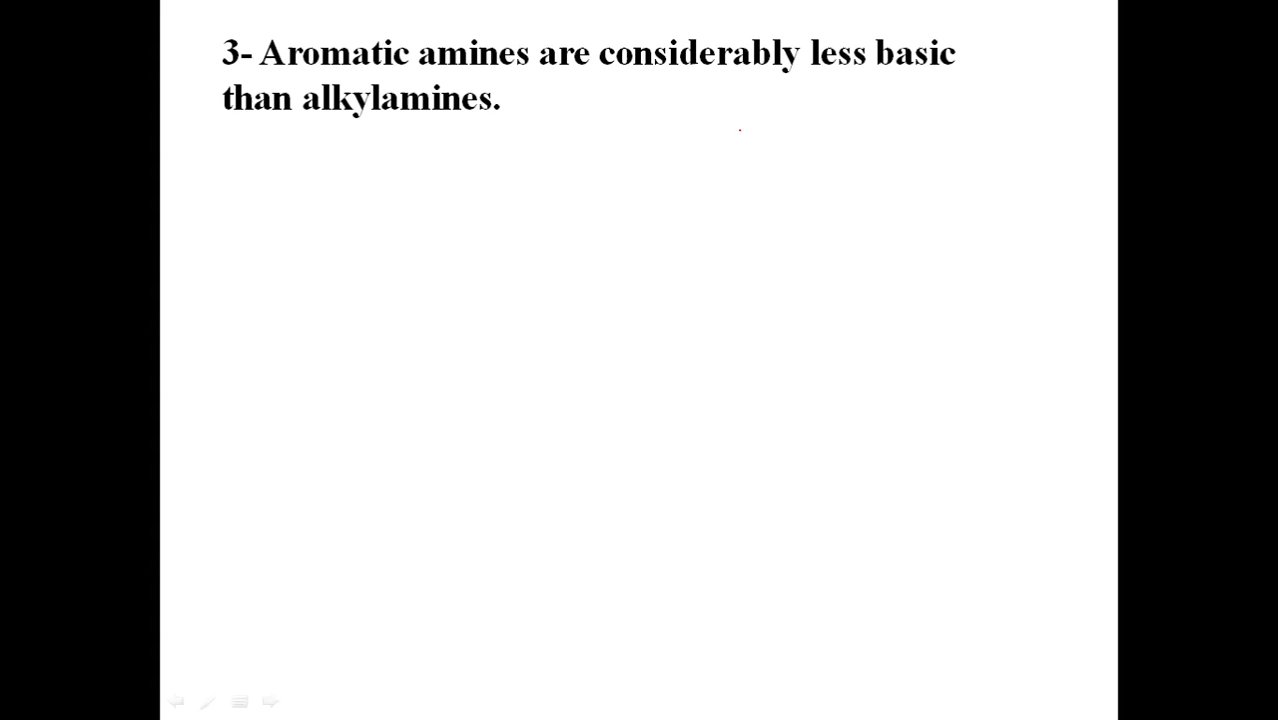 3- Aromatic amines are considerably less basic
than alkylamines.